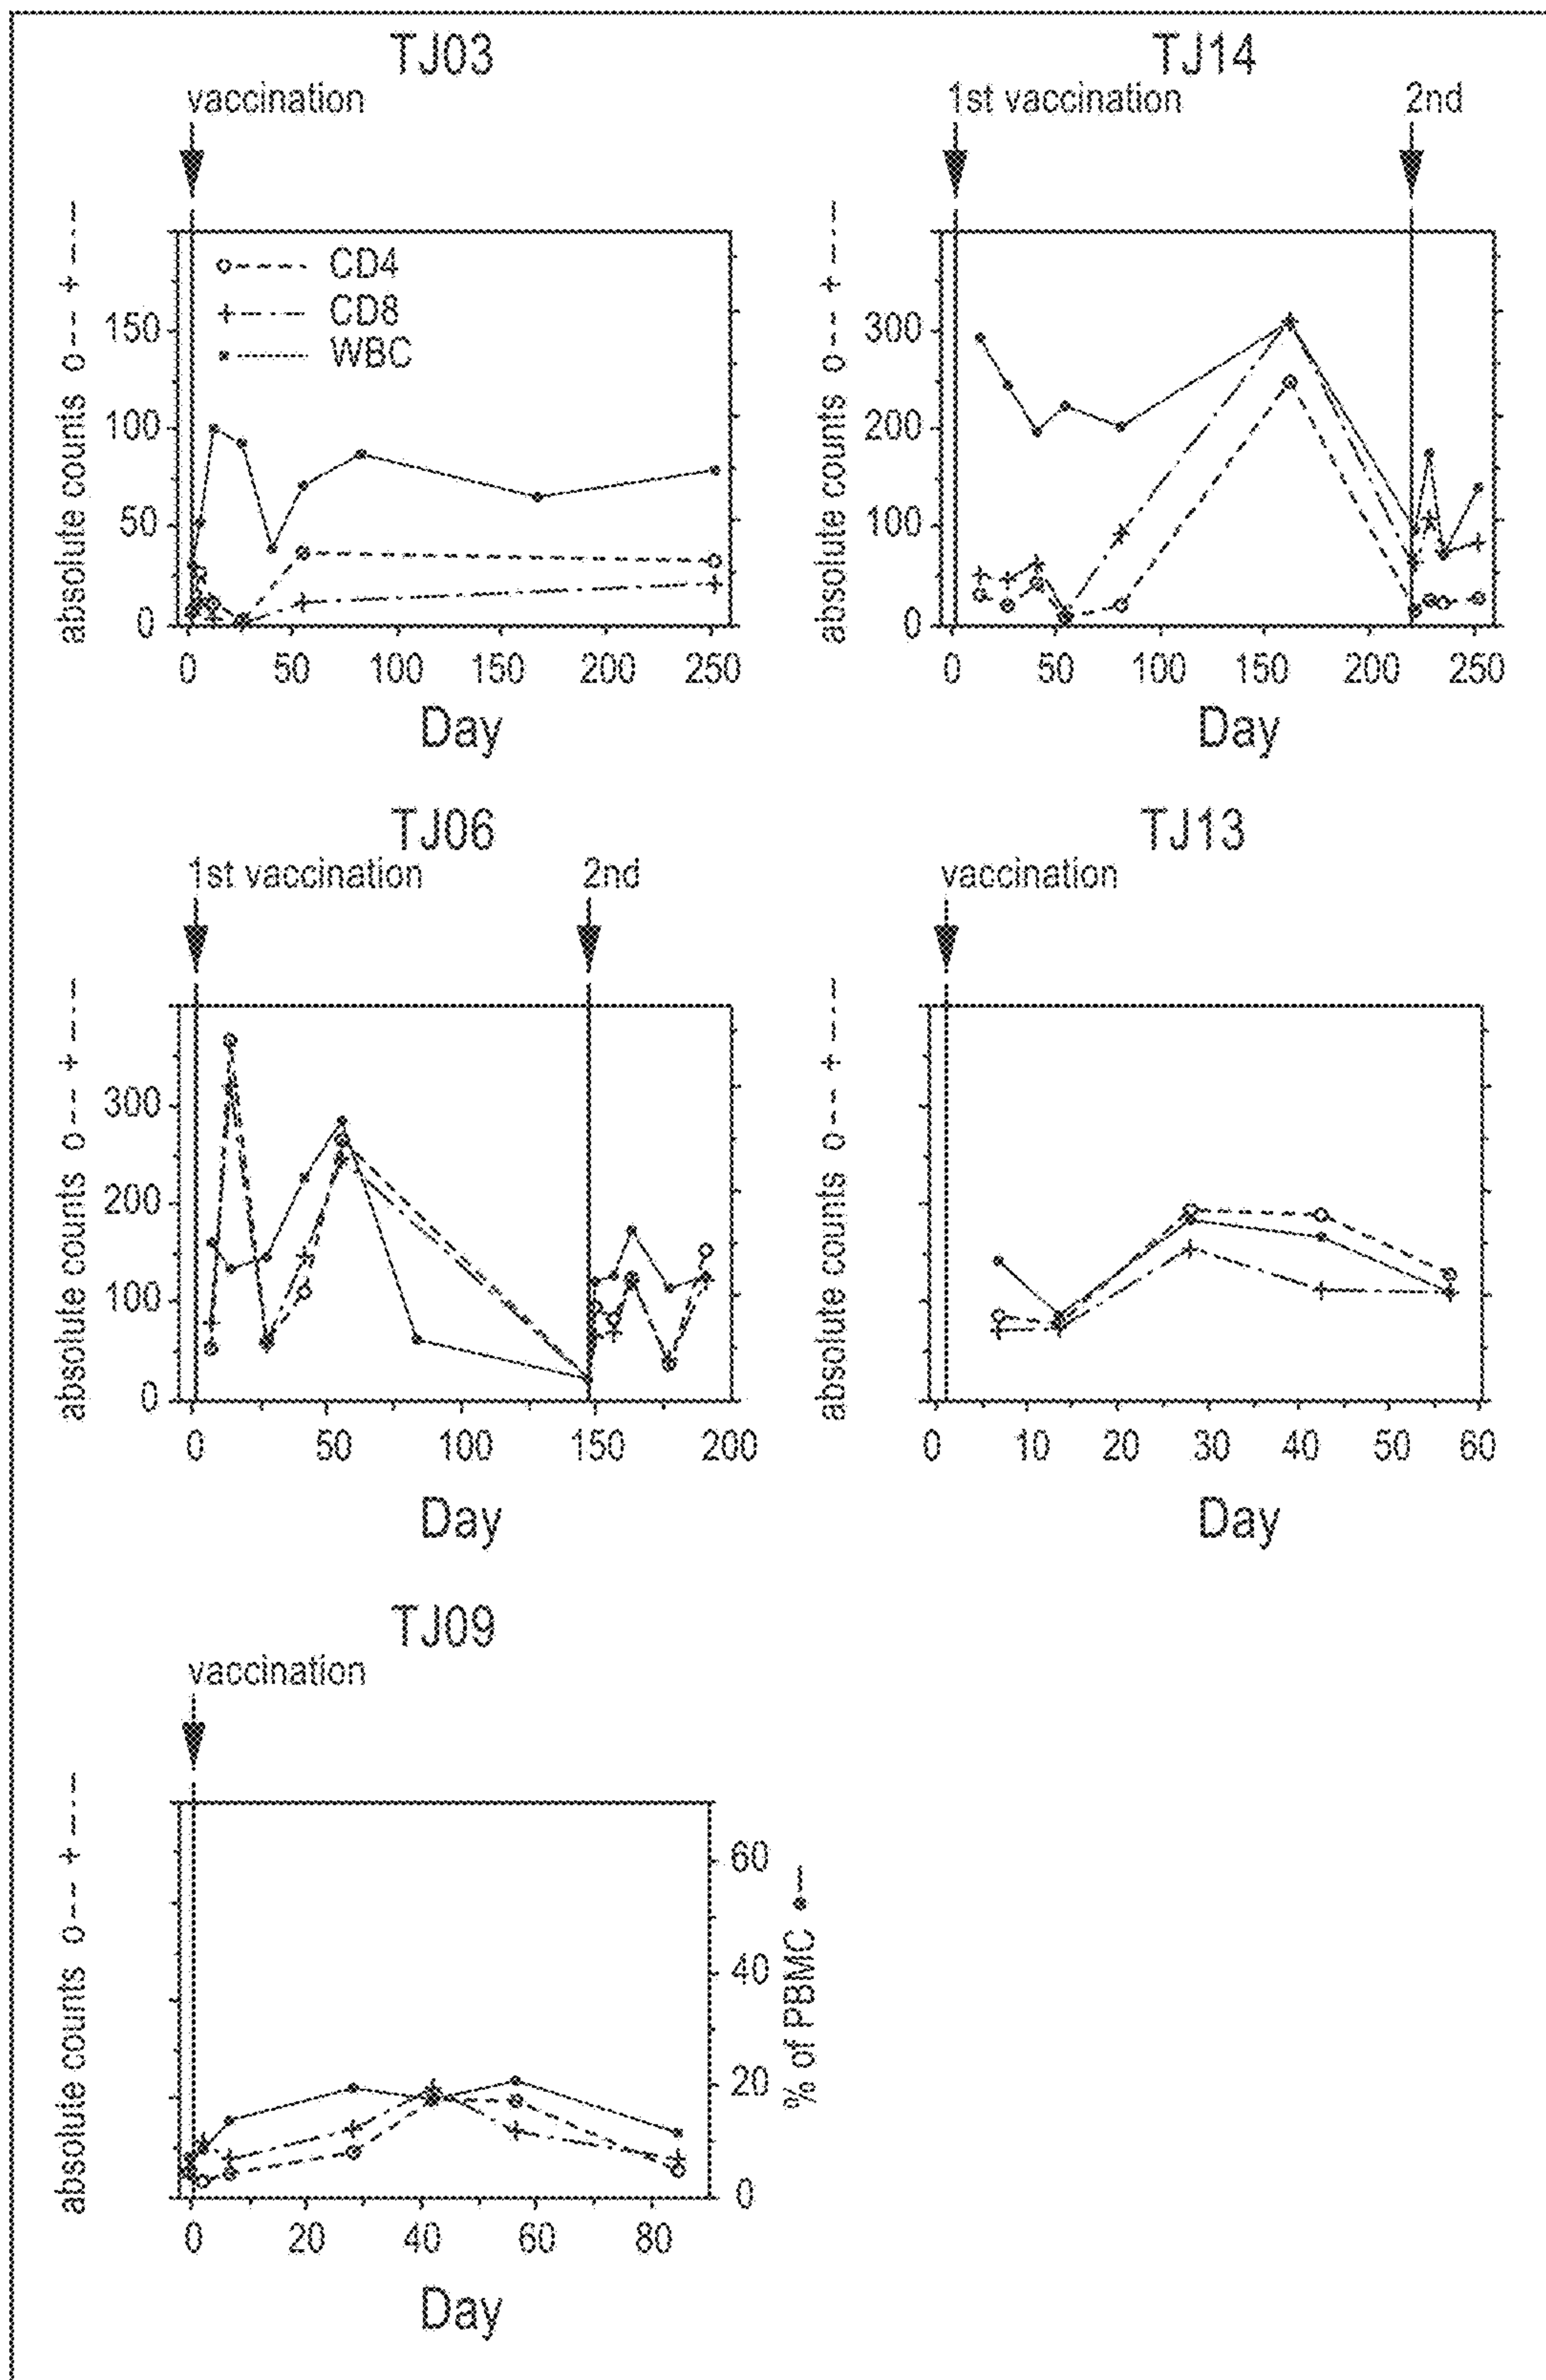 TJ03
vaccination
CD4
CD8
WBC
absolute counts o-- +-·--
150
100
50
0
0 50 100 150 200 250
Day
TJ14
1st vaccination 2nd
absolute counts o-- +-·--
300
200
100
0
0 50 100 150 200 250
Day
TJ06
1st vaccination 2nd
absolute counts o-- +-·--
300
200
100
0
0 50 100 150 200
Day
TJ13
vaccination
absolute counts o-- +-·--
0 10 20 30 40 50 60
Day
TJ09
vaccination
absolute counts o-- +-·--
60
40
20
0
% of PBMC
0 20 40 60 80
Day